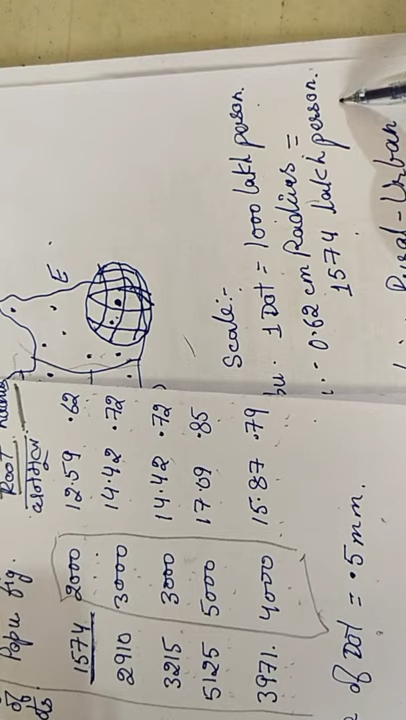 E
Scale:-
1 Dot = 1000 lakh person.
0.62 cm Radius =
1574 lakh person.
Rural-Urban
Popu fig. Root
1574 2000 12.59 .62
2910 3000 14.42 .72
3215 3000 14.42 .72
5125 5000 17.09 .85
3971. 4000 15.87 .79
of Dot = .5 mm.